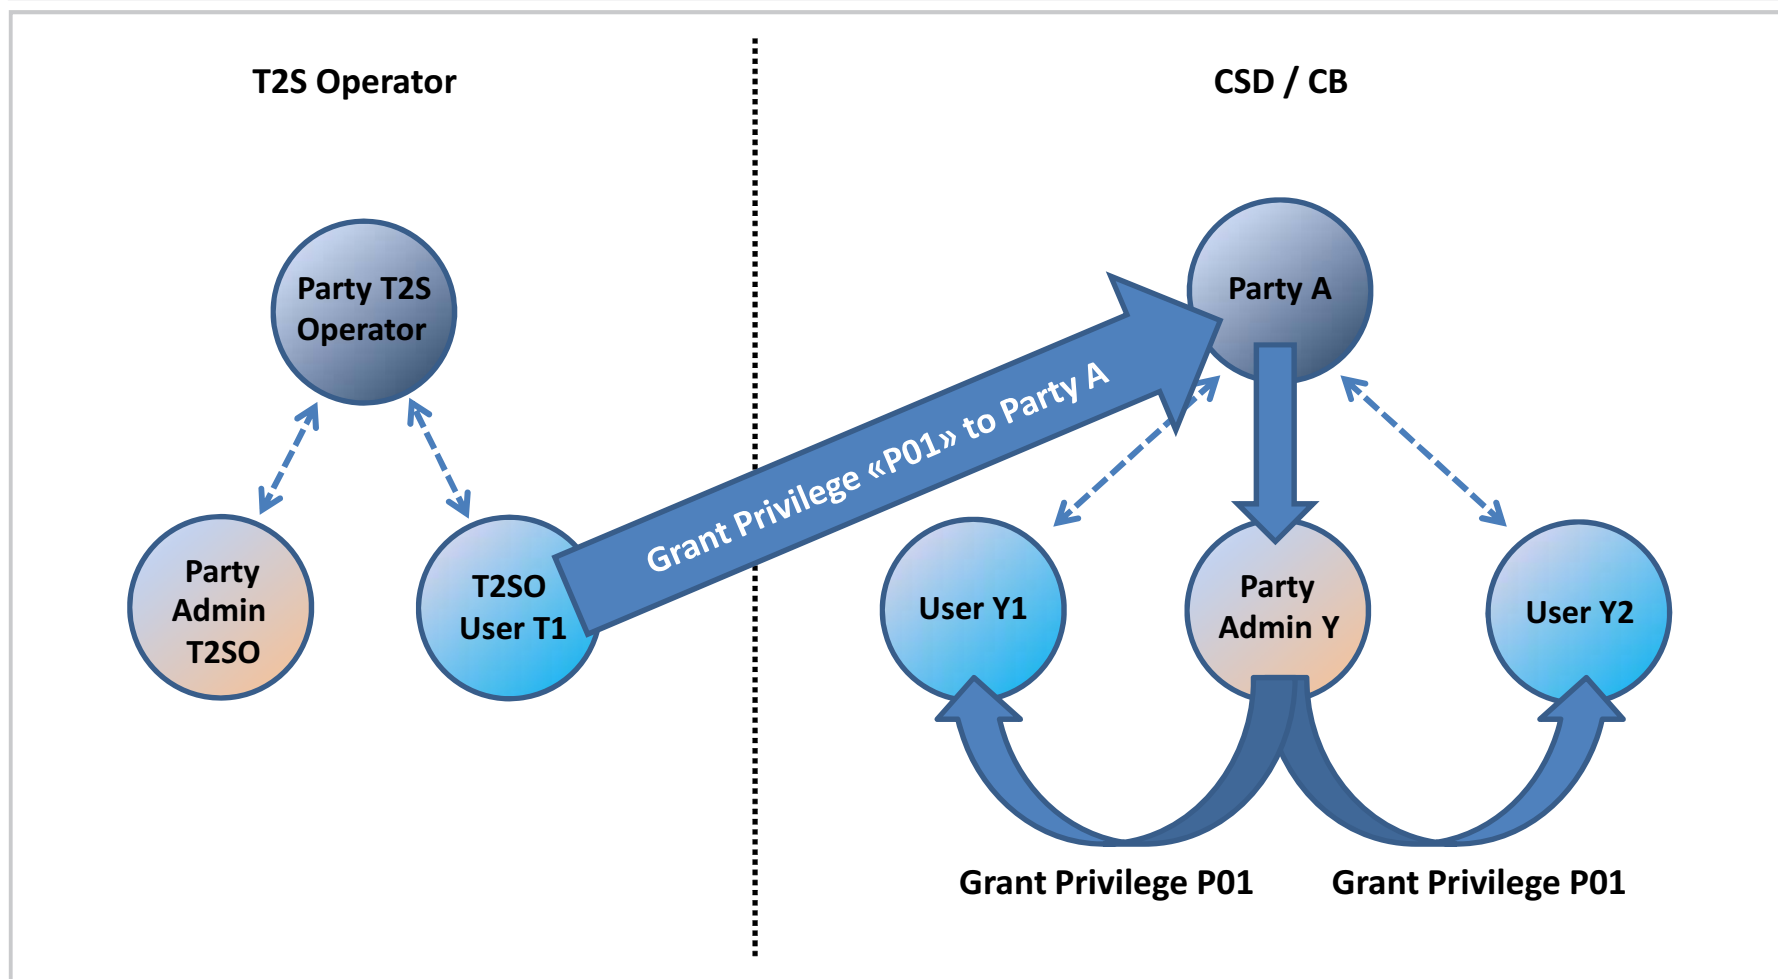 T2S Operator
CSD / CB
Party T2S
Operator
Party A
Grant Privilege «P01» to Party A
Party
Admin
T2SO
T2SO
User T1
User Y1
Party
Admin Y
User Y2
Grant Privilege P01
Grant Privilege P01